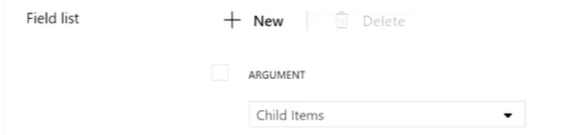 Field list
New
Delete
ARGUMENT
Child Items